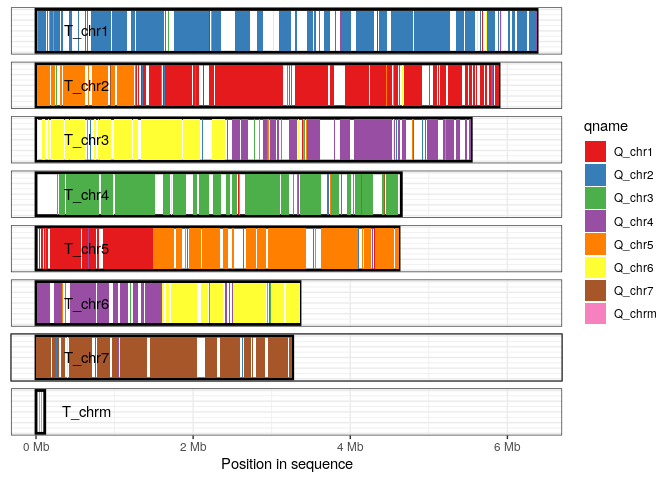 T_chr1
T_chr2
T_chr3
T_chr4
T_chr5
T_chr6
T_chr7
T_chrm
0 Mb 2 Mb 4 Mb 6 Mb
Position in sequence
qname
Q_chr1
Q_chr2
Q_chr3
Q_chr4
Q_chr5
Q_chr6
Q_chr7
Q_chrm